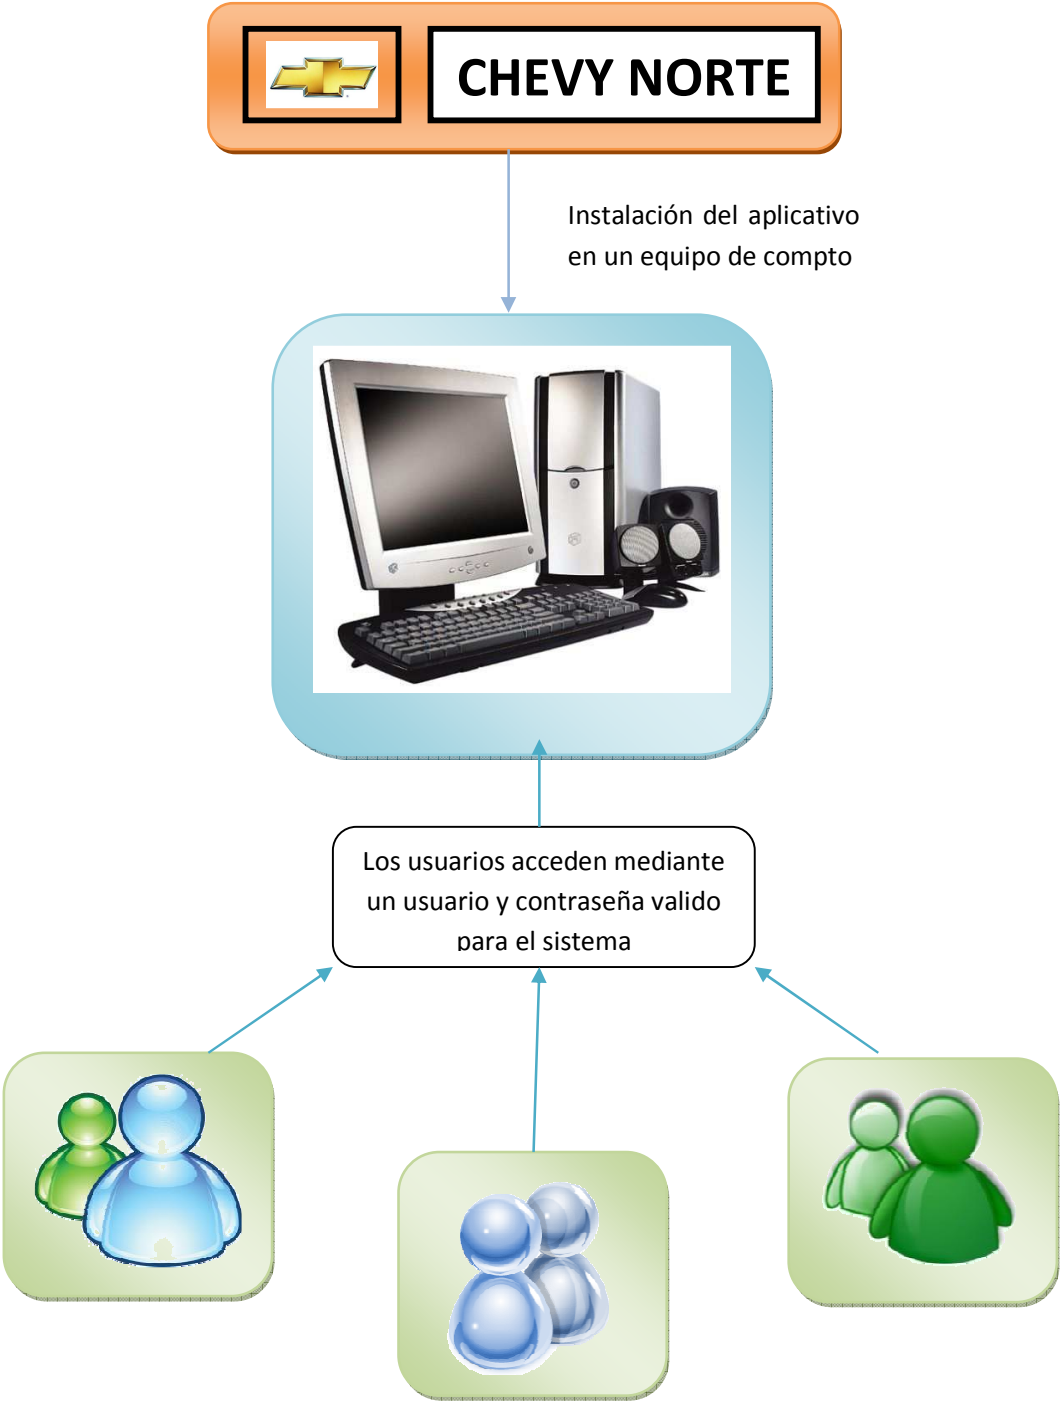 CHEVY NORTE
Instalación del aplicativo
en un equipo de compto
Los usuarios acceden mediante
un usuario y contraseña valido
para el sistema